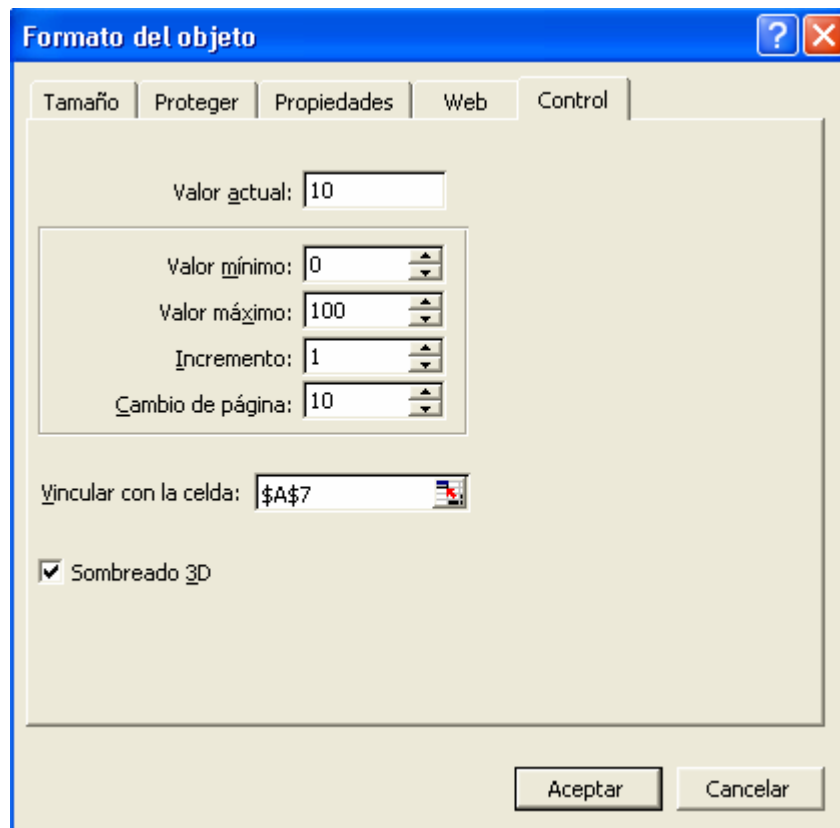 Formato del objeto
Tamaño Proteger Propiedades Web Control
Valor actual: 10
Valor mínimo: 0
Valor máximo: 100
Incremento: 1
Cambio de página: 10
Vincular con la celda: $A$7
Sombreado 3D
Aceptar Cancelar